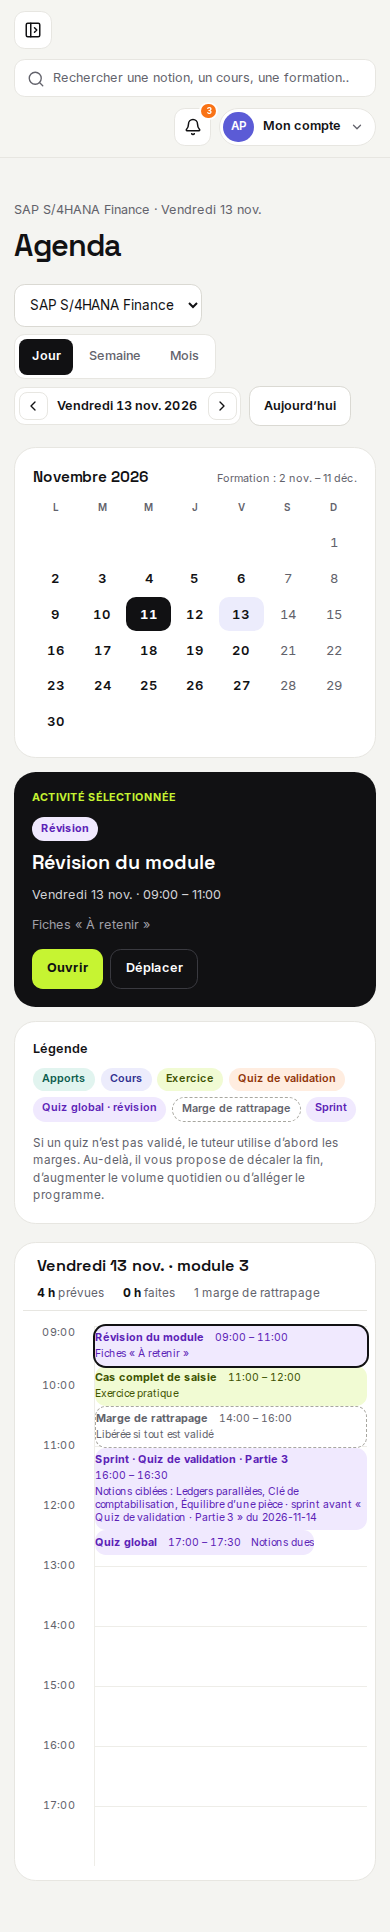 Rechercher une notion, un cours, une formation..
3
AP Mon compte
SAP S/4HANA Finance · Vendredi 13 nov.
Agenda
SAP S/4HANA Finance
Jour Semaine Mois
Vendredi 13 nov. 2026 Aujourd’hui
Novembre 2026 Formation : 2 nov. – 11 déc.
L M M J V S D
1
2 3 4 5 6 7 8
9 10 11 12 13 14 15
16 17 18 19 20 21 22
23 24 25 26 27 28 29
30
ACTIVITÉ SÉLECTIONNÉE
Révision
Révision du module
Vendredi 13 nov. · 09:00 – 11:00
Fiches « À retenir »
Ouvrir Déplacer
Légende
Apports Cours Exercice Quiz de validation
Quiz global · révision Marge de rattrapage Sprint
Si un quiz n’est pas validé, le tuteur utilise d’abord les
marges. Au-delà, il vous propose de décaler la fin,
d’augmenter le volume quotidien ou d’alléger le
programme.
Vendredi 13 nov. · module 3
4 h prévues 0 h faites 1 marge de rattrapage
09:00
Révision du module 09:00 – 11:00
Fiches « À retenir »
10:00
Cas complet de saisie 11:00 – 12:00
Exercice pratique
Marge de rattrapage 14:00 – 16:00
Libérée si tout est validé
11:00
Sprint · Quiz de validation · Partie 3
16:00 – 16:30
Notions ciblées : Ledgers parallèles, Clé de
comptabilisation, Équilibre d’une pièce · sprint avant «
Quiz de validation · Partie 3 » du 2026-11-14
12:00
Quiz global 17:00 – 17:30 Notions dues
13:00
14:00
15:00
16:00
17:00